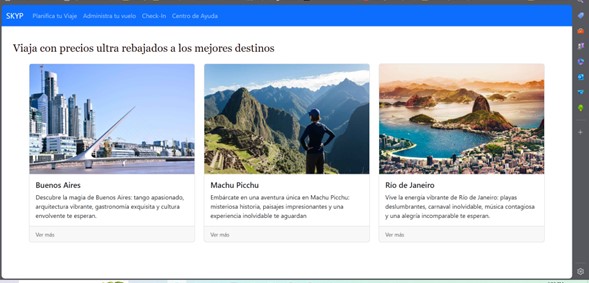 SKYP Planifica tu Viaje Administra tu vuelo Check-In Centro de Ayuda
Viaja con precios ultra rebajados a los mejores destinos
Buenos Aires
Descubre la magia de Buenos Aires: tango apasionado,
arquitectura vibrante, gastronomía exquisita y cultura
envolvente te esperan.
Ver más
Machu Picchu
Embárcate en una aventura única en Machu Picchu:
misteriosa historia, paisajes impresionantes y una
experiencia inolvidable te aguardan
Ver más
Río de Janeiro
Vive la energía vibrante de Río de Janeiro: playas
deslumbrantes, carnaval inolvidable, música contagiosa
y una alegría incomparable te esperan.
Ver más